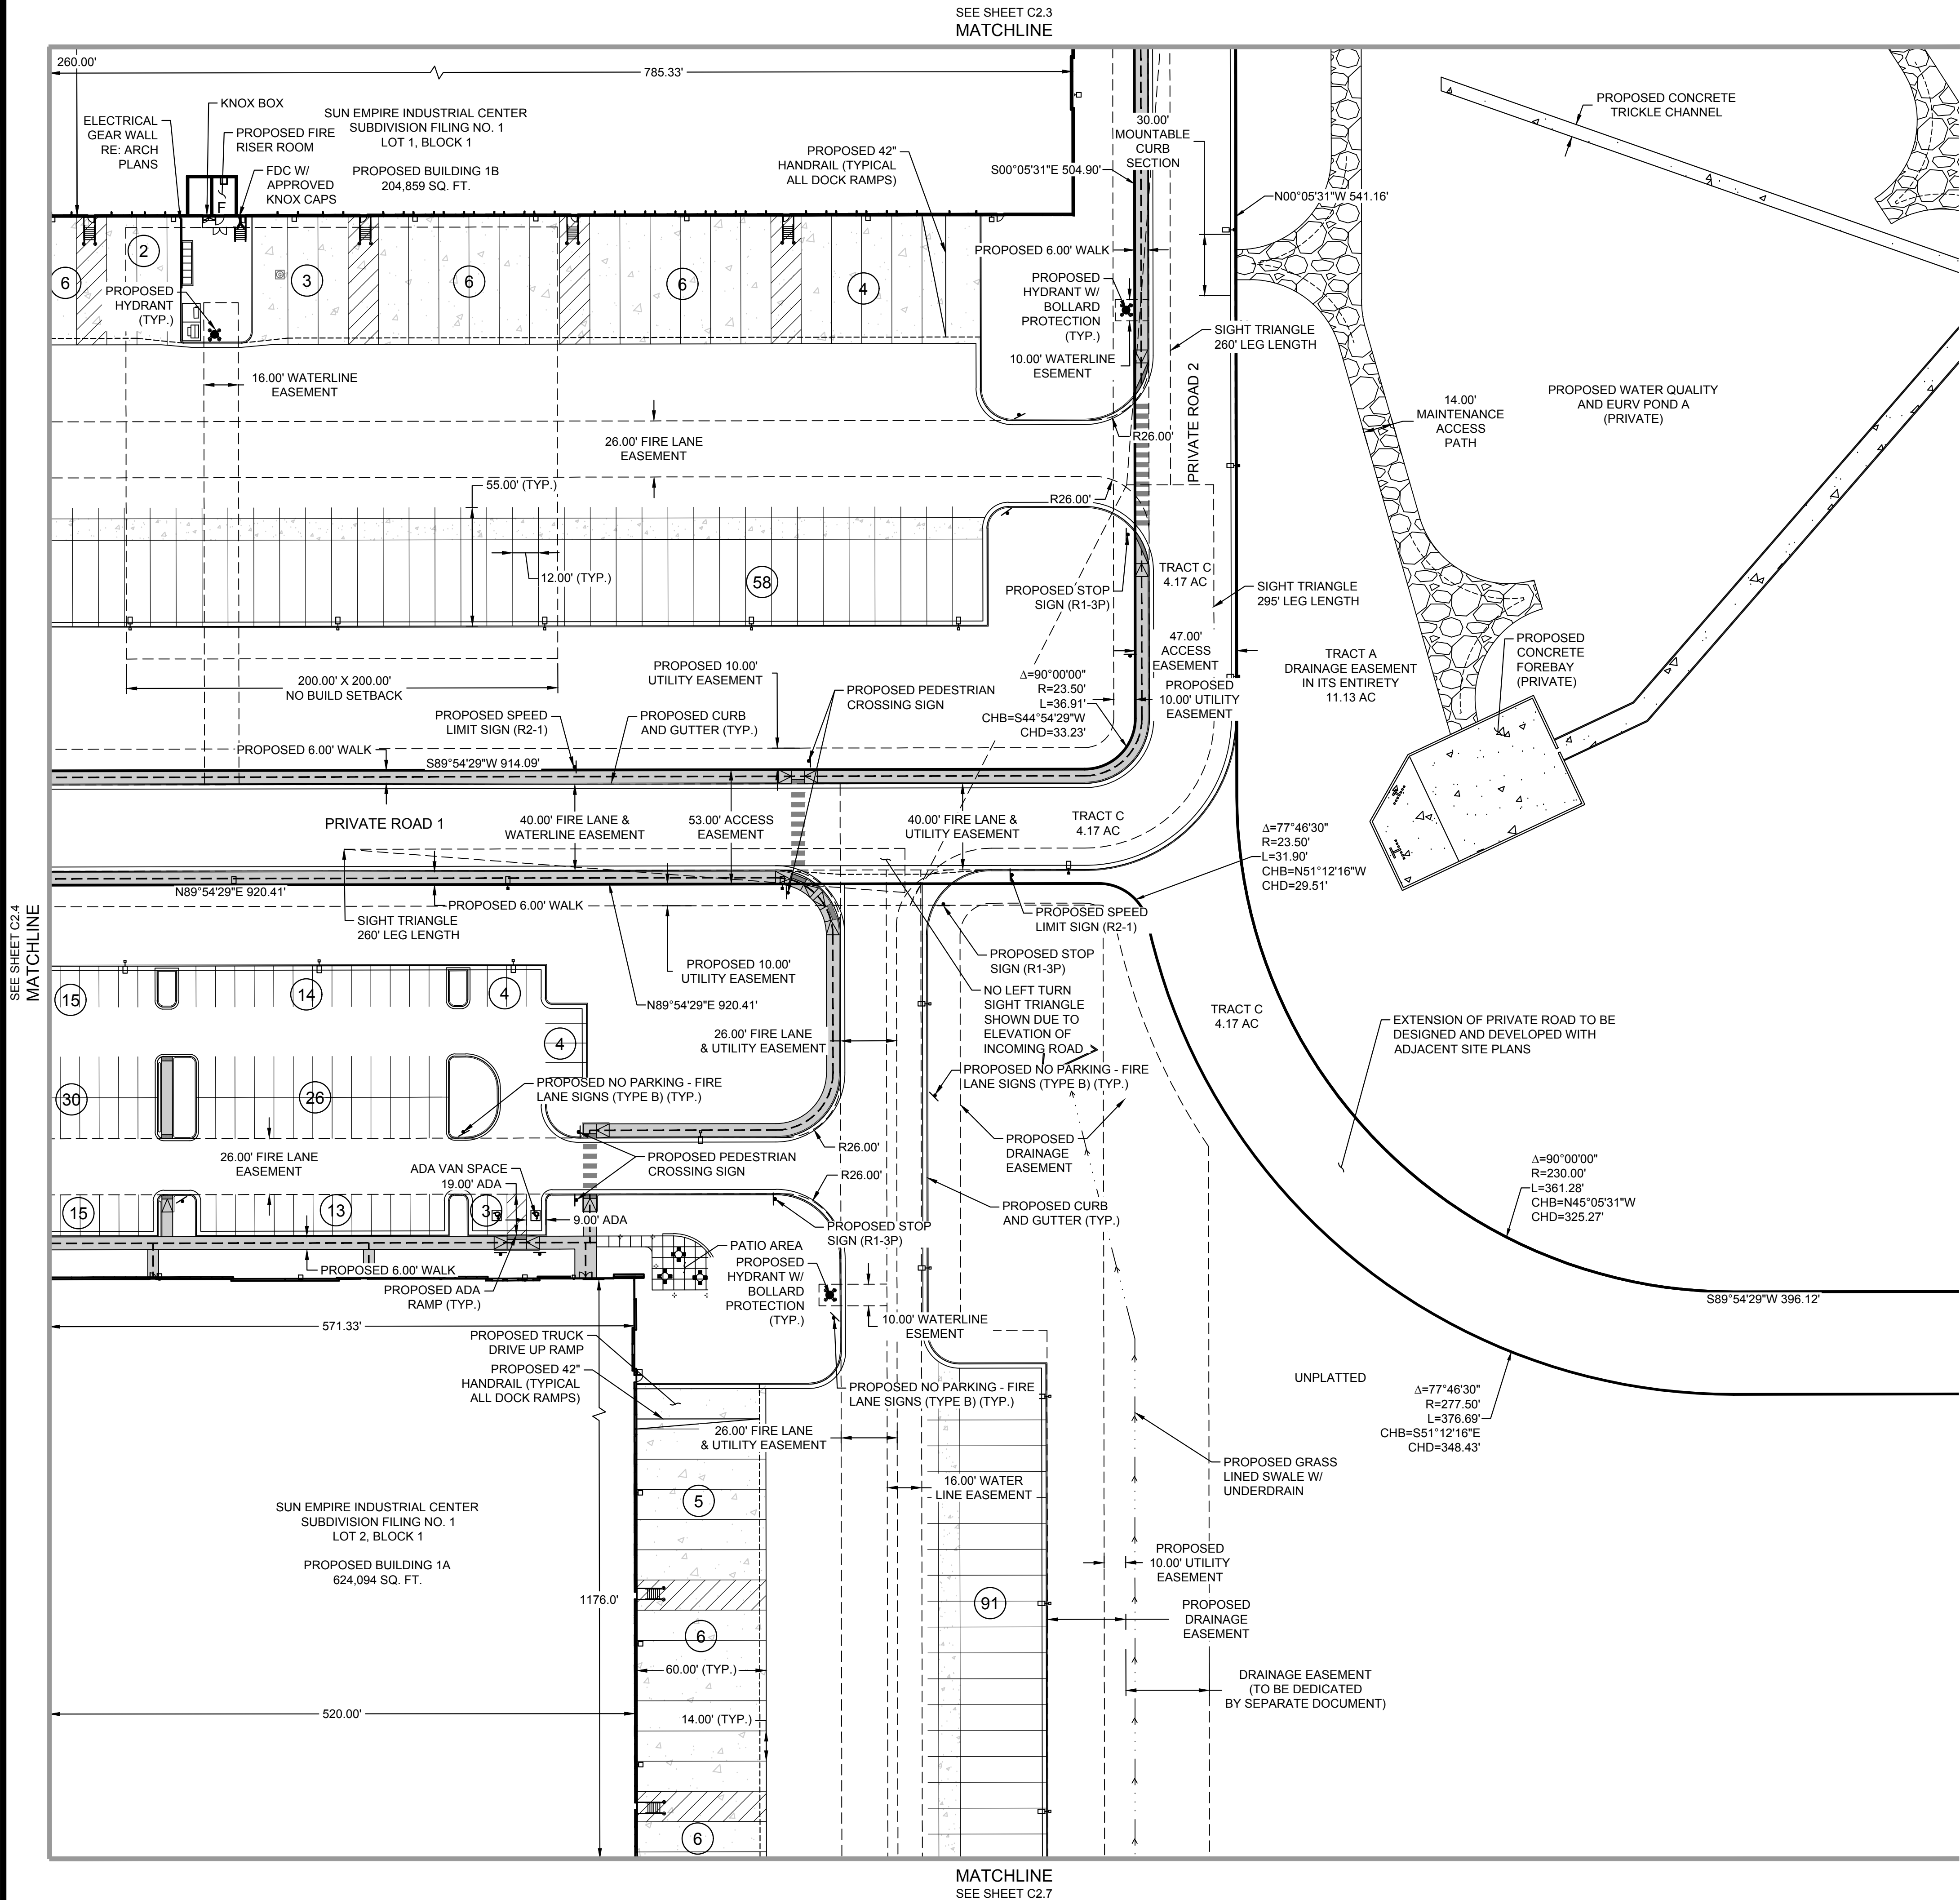 SEE SHEET C2.3
MATCHLINE
260.00'
785.33'
KNOX BOX
ELECTRICAL
GEAR WALL
RE: ARCH
PLANS
PROPOSED FIRE
RISER ROOM
SUN EMPIRE INDUSTRIAL CENTER
SUBDIVISION FILING NO. 1
LOT 1, BLOCK 1
PROPOSED BUILDING 1B
204,859 SQ. FT.
FDC W/
APPROVED
KNOX CAPS
F
PROPOSED 42"
HANDRAIL (TYPICAL
ALL DOCK RAMPS)
30.00'
MOUNTABLE
CURB
SECTION
S00°05'31"E 504.90'
N00°05'31"W 541.16'
PROPOSED CONCRETE
TRICKLE CHANNEL
6
2
3
6
6
4
PROPOSED
HYDRANT
(TYP.)
PROPOSED 6.00' WALK
PROPOSED
HYDRANT W/
BOLLARD
PROTECTION
(TYP.)
10.00' WATERLINE
ESEMENT
SIGHT TRIANGLE
260' LEG LENGTH
PRIVATE ROAD 2
16.00' WATERLINE
EASEMENT
26.00' FIRE LANE
EASEMENT
R26.00'
14.00'
MAINTENANCE
ACCESS
PATH
PROPOSED WATER QUALITY
AND EURV POND A
(PRIVATE)
55.00' (TYP.)
R26.00'
12.00' (TYP.)
58
PROPOSED STOP
SIGN (R1-3P)
TRACT C
4.17 AC
SIGHT TRIANGLE
295' LEG LENGTH
47.00'
ACCESS
EASEMENT
TRACT A
DRAINAGE EASEMENT
IN ITS ENTIRETY
11.13 AC
PROPOSED
CONCRETE
FOREBAY
(PRIVATE)
200.00' X 200.00'
NO BUILD SETBACK
PROPOSED 10.00'
UTILITY EASEMENT
PROPOSED PEDESTRIAN
CROSSING SIGN
Δ=90°00'00"
R=23.50'
L=36.91'
CHB=S44°54'29"W
CHD=33.23'
PROPOSED
10.00' UTILITY
EASEMENT
PROPOSED SPEED
LIMIT SIGN (R2-1)
PROPOSED CURB
AND GUTTER (TYP.)
PROPOSED 6.00' WALK
S89°54'29"W 914.09'
PRIVATE ROAD 1
40.00' FIRE LANE &
WATERLINE EASEMENT
53.00' ACCESS
EASEMENT
40.00' FIRE LANE &
UTILITY EASEMENT
TRACT C
4.17 AC
Δ=77°46'30"
R=23.50'
L=31.90'
CHB=N51°12'16"W
CHD=29.51'
N89°54'29"E 920.41'
PROPOSED 6.00' WALK
SIGHT TRIANGLE
260' LEG LENGTH
PROPOSED SPEED
LIMIT SIGN (R2-1)
SEE SHEET C2.4
MATCHLINE
PROPOSED 10.00'
UTILITY EASEMENT
PROPOSED STOP
SIGN (R1-3P)
N89°54'29"E 920.41'
NO LEFT TURN
SIGHT TRIANGLE
SHOWN DUE TO
ELEVATION OF
INCOMING ROAD
15
14
4
4
TRACT C
4.17 AC
EXTENSION OF PRIVATE ROAD TO BE
DESIGNED AND DEVELOPED WITH
ADJACENT SITE PLANS
26.00' FIRE LANE
& UTILITY EASEMENT
PROPOSED NO PARKING - FIRE
LANE SIGNS (TYPE B) (TYP.)
PROPOSED NO PARKING - FIRE
LANE SIGNS (TYPE B) (TYP.)
30
26
26.00' FIRE LANE
EASEMENT
ADA VAN SPACE
19.00' ADA
PROPOSED PEDESTRIAN
CROSSING SIGN
R26.00'
R26.00'
PROPOSED
DRAINAGE
EASEMENT
PROPOSED CURB
AND GUTTER (TYP.)
Δ=90°00'00"
R=230.00'
L=361.28'
CHB=N45°05'31"W
CHD=325.27'
15
13
3
9.00' ADA
PROPOSED STOP
SIGN (R1-3P)
PATIO AREA
PROPOSED
HYDRANT W/
BOLLARD
PROTECTION
(TYP.)
PROPOSED 6.00' WALK
PROPOSED ADA
RAMP (TYP.)
S89°54'29"W 396.12'
571.33'
10.00' WATERLINE
ESEMENT
PROPOSED TRUCK
DRIVE UP RAMP
PROPOSED 42"
HANDRAIL (TYPICAL
ALL DOCK RAMPS)
PROPOSED NO PARKING - FIRE
LANE SIGNS (TYPE B) (TYP.)
UNPLATTED
Δ=77°46'30"
R=277.50'
L=376.69'
CHB=S51°12'16"E
CHD=348.43'
26.00' FIRE LANE
& UTILITY EASEMENT
PROPOSED GRASS
LINED SWALE W/
UNDERDRAIN
16.00' WATER
LINE EASEMENT
5
SUN EMPIRE INDUSTRIAL CENTER
SUBDIVISION FILING NO. 1
LOT 2, BLOCK 1
PROPOSED BUILDING 1A
624,094 SQ. FT.
1176.0'
PROPOSED
10.00' UTILITY
EASEMENT
91
PROPOSED
DRAINAGE
EASEMENT
6
60.00' (TYP.)
DRAINAGE EASEMENT
(TO BE DEDICATED
BY SEPARATE DOCUMENT)
520.00'
14.00' (TYP.)
6
MATCHLINE
SEE SHEET C2.7